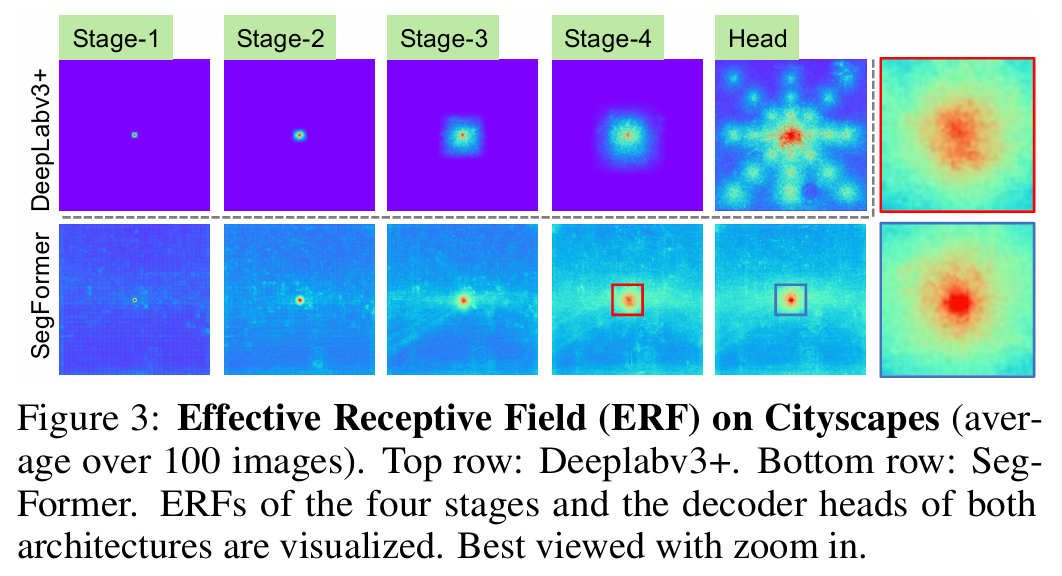 Stage-1 Stage-2 Stage-3 Stage-4 Head
DeepLabv3+
SegFormer
Figure 3: Effective Receptive Field (ERF) on Cityscapes (aver-
age over 100 images). Top row: Deeplabv3+. Bottom row: Seg-
Former. ERFs of the four stages and the decoder heads of both
architectures are visualized. Best viewed with zoom in.